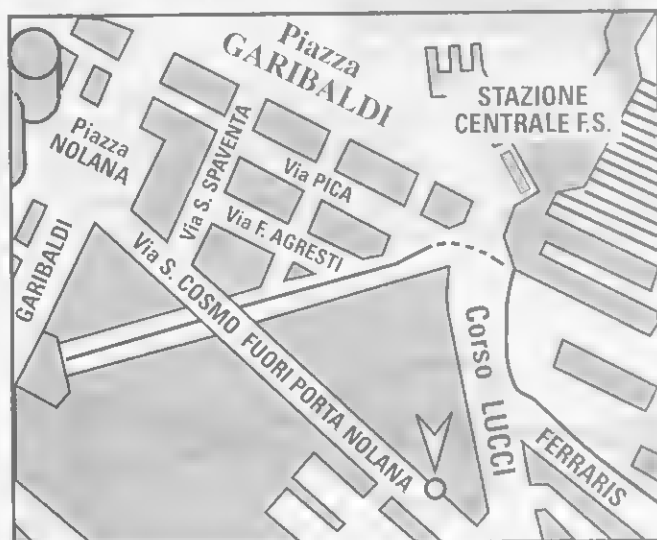 Piazza
GARIBALDI
STAZIONE
CENTRALE F.S.
Piazza
NOLANA
Via S. SPAVENTA
Via PICA
Via F. AGRESTI
GARIBALDI
Via S. COSMO FUORI PORTA NOLANA
Corso LUCCI
FERRARIS